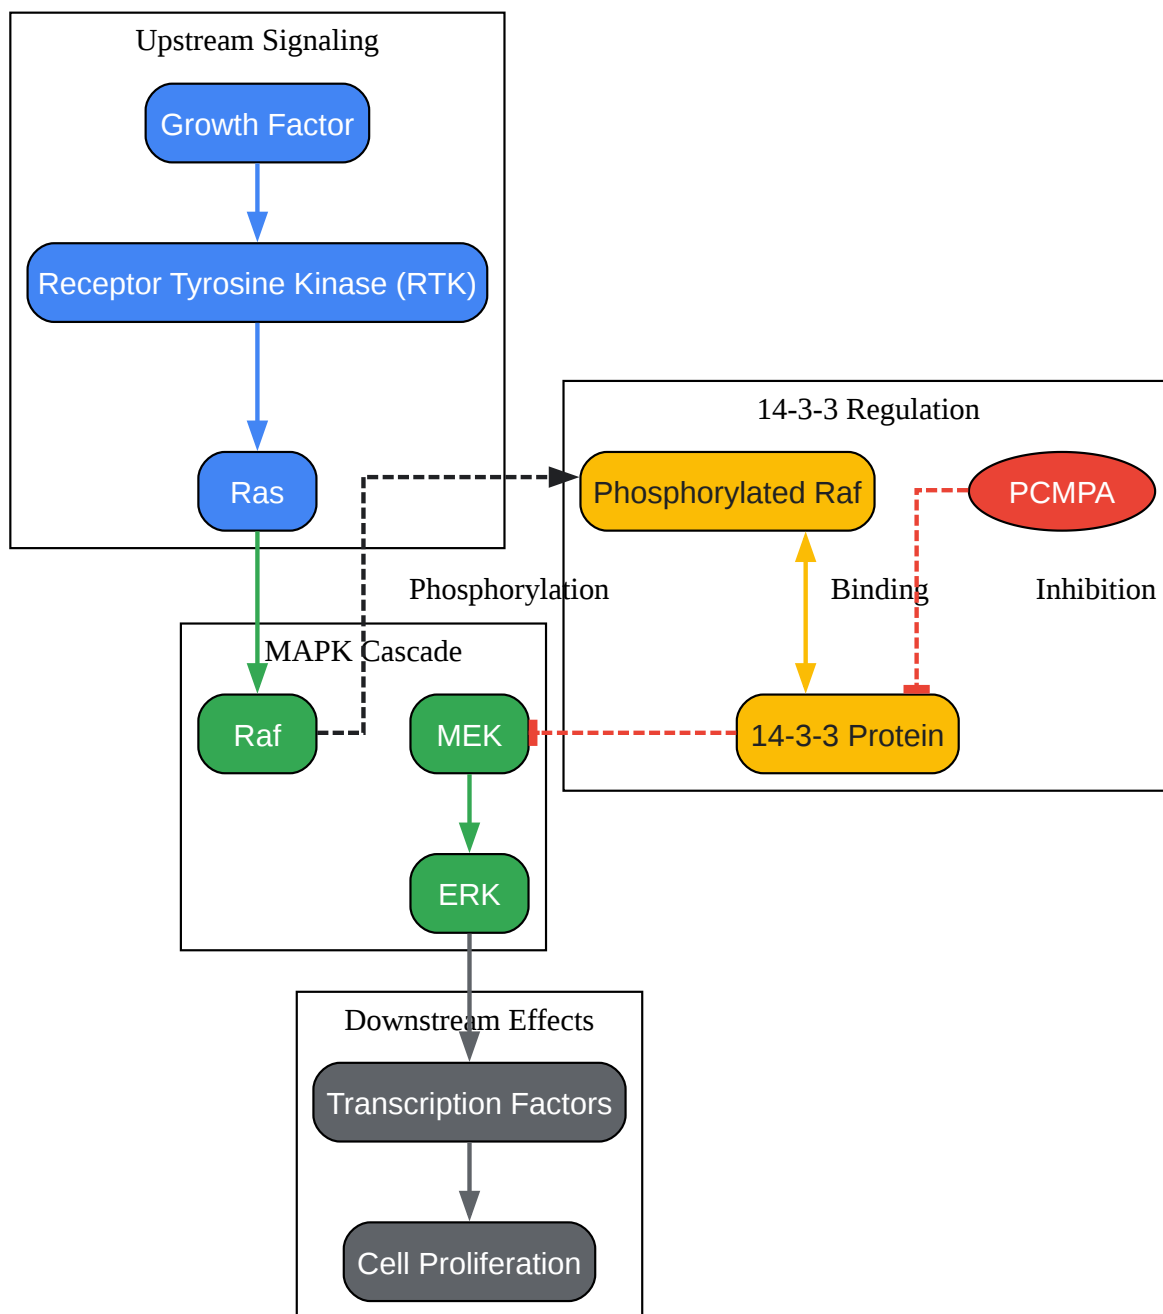 Upstream Signaling
Growth Factor
Receptor Tyrosine Kinase (RTK)
Ras
14-3-3 Regulation
Phosphorylated Raf
PCMPA
Phosphorylation
Binding
Inhibition
MAPK Cascade
Raf
MEK
14-3-3 Protein
ERK
Downstream Effects
Transcription Factors
Cell Proliferation